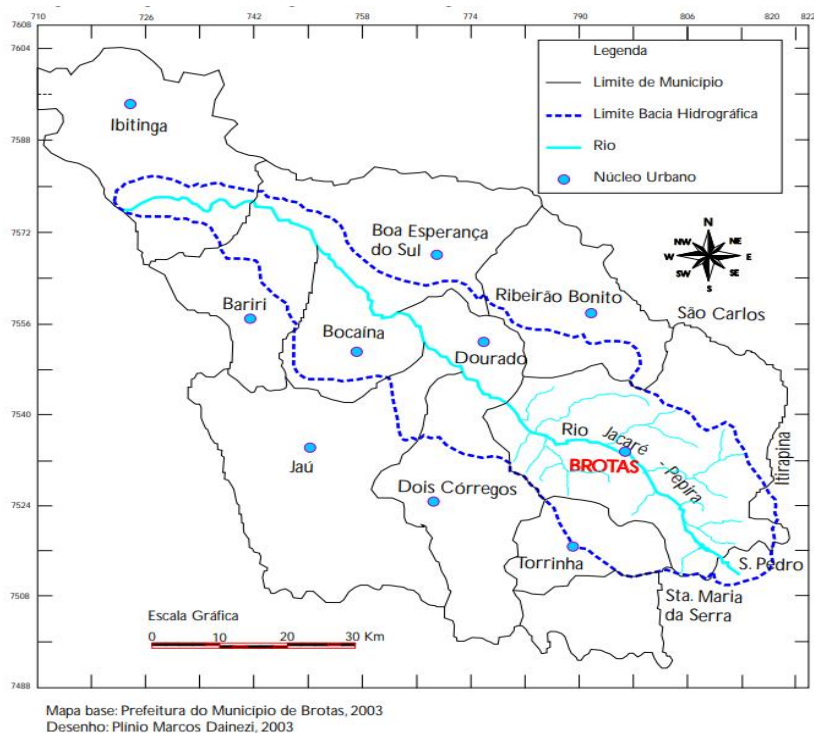 710 726 742 758 774 790 806 820 822
7608
7604
7588
7572
7556
7540
7524
7508
7488
Legenda
Limite de Município
Limite Bacia Hidrográfica
Rio
Núcleo Urbano
N
NW NE
W E
SW SE
S
Ibitinga
Boa Esperança
do Sul
Ribeirão Bonito
São Carlos
Bariri
Bocaína
Dourado
Rio Jacaré - Pepira
BROTAS
Itirapina
Jaú
Dois Córregos
Torrinha
S. Pedro
Sta. Maria
da Serra
Escala Gráfica
0 10 20 30 Km
Mapa base: Prefeitura do Município de Brotas, 2003
Desenho: Plínio Marcos Dainezi, 2003